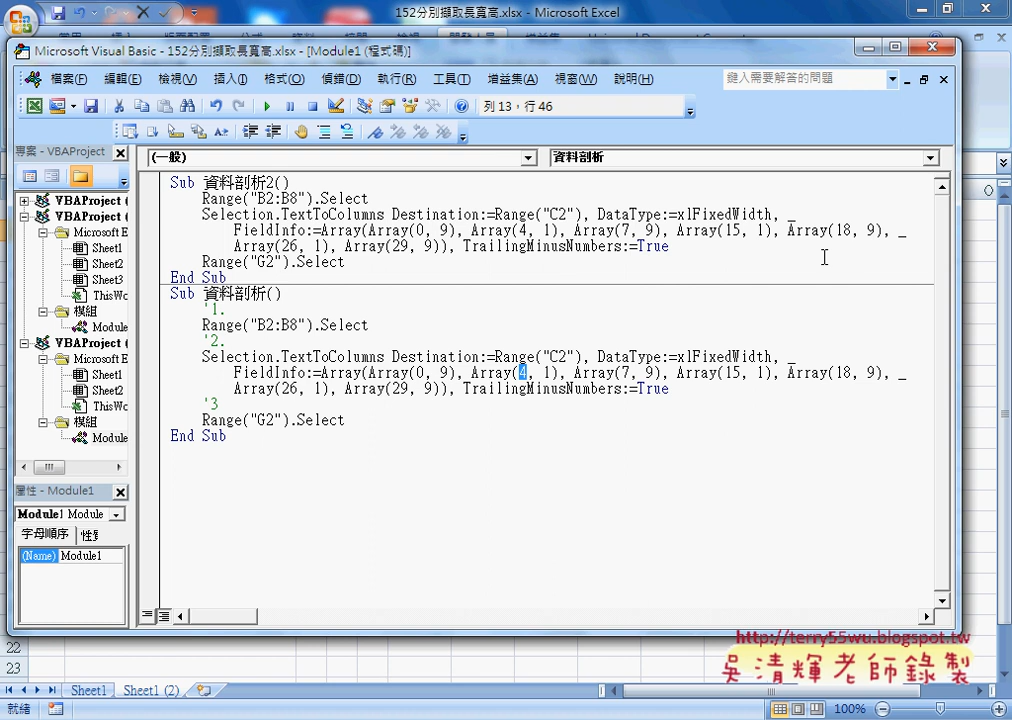 152分別擷取長寬高.xlsx - Microsoft Excel
Microsoft Visual Basic - 152分別擷取長寬高.xlsx - [Module1 (程式碼)]
檔案(F) 編輯(E) 檢視(V) 插入(I) 格式(O) 偵錯(D) 執行(R) 工具(T) 增益集(A) 視窗(W) 說明(H) 鍵入需要解答的問題
列 13，行 46
專案 - VBAProject
(一般) 資料剖析
VBAProject (
VBAProject (
Microsoft E
Sheet1
Sheet2
Sheet3
ThisWo
模組
Module
VBAProject (
Microsoft E
Sheet1
Sheet2
ThisWo
模組
Module
屬性 - Module1
Module1 Module
字母順序
(Name) Module1
Sub 資料剖析2()
Range("B2:B8").Select
Selection.TextToColumns Destination:=Range("C2"), DataType:=xlFixedWidth, _
FieldInfo:=Array(Array(0, 9), Array(4, 1), Array(7, 9), Array(15, 1), Array(18, 9), _
Array(26, 1), Array(29, 9)), TrailingMinusNumbers:=True
Range("G2").Select
End Sub
Sub 資料剖析()
'1.
Range("B2:B8").Select
'2.
Selection.TextToColumns Destination:=Range("C2"), DataType:=xlFixedWidth, _
FieldInfo:=Array(Array(0, 9), Array(4, 1), Array(7, 9), Array(15, 1), Array(18, 9), _
Array(26, 1), Array(29, 9)), TrailingMinusNumbers:=True
'3
Range("G2").Select
End Sub
http://terry55wu.blogspot.tw
吳清輝老師錄製
22
23
Sheet1 Sheet1 (2)
就緒 100%